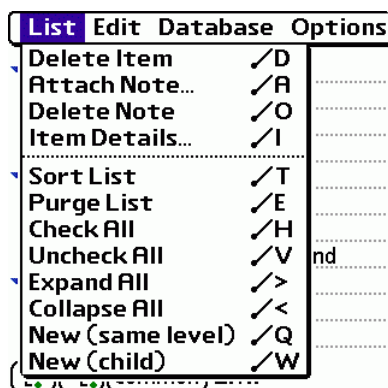 List Edit Database Options
Delete Item ／D
Attach Note... ／A
Delete Note ／O
Item Details... ／I
Sort List ／T
Purge List ／E
Check All ／H
Uncheck All ／V
nd
Expand All ／>
Collapse All ／<
New (same level) ／Q
New (child) ／W